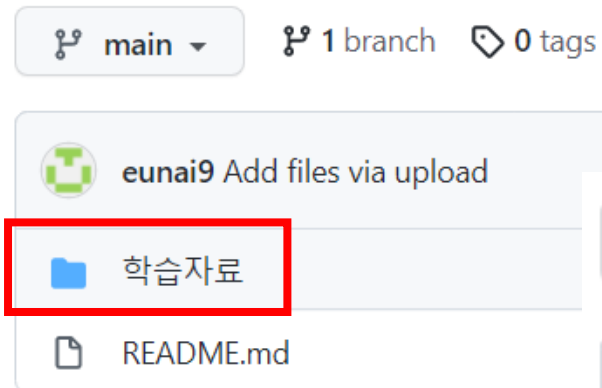 main 1 branch 0 tags
eunai9 Add files via upload
학습자료
README.md